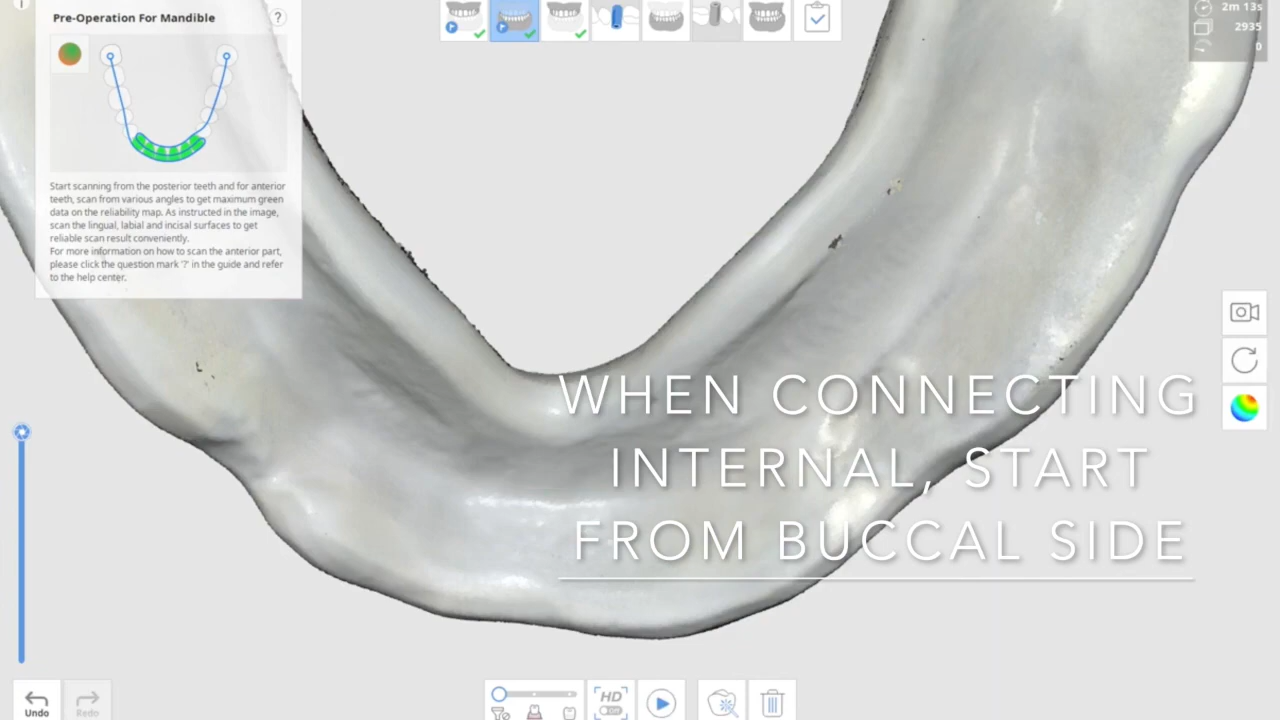 Pre-Operation For Mandible
?
Start scanning from the posterior teeth and for anterior
teeth, scan from various angles to get maximum green
data on the reliability map. As instructed in the image,
scan the lingual, labial and incisal surfaces to get
reliable scan result conveniently.
For more information on how to scan the anterior part,
please click the question mark '?' in the guide and refer
to the help center.
2m 13s
2935
0
WHEN CONNECTING
INTERNAL, START
FROM BUCCAL SIDE
Undo
Redo
HD
Off